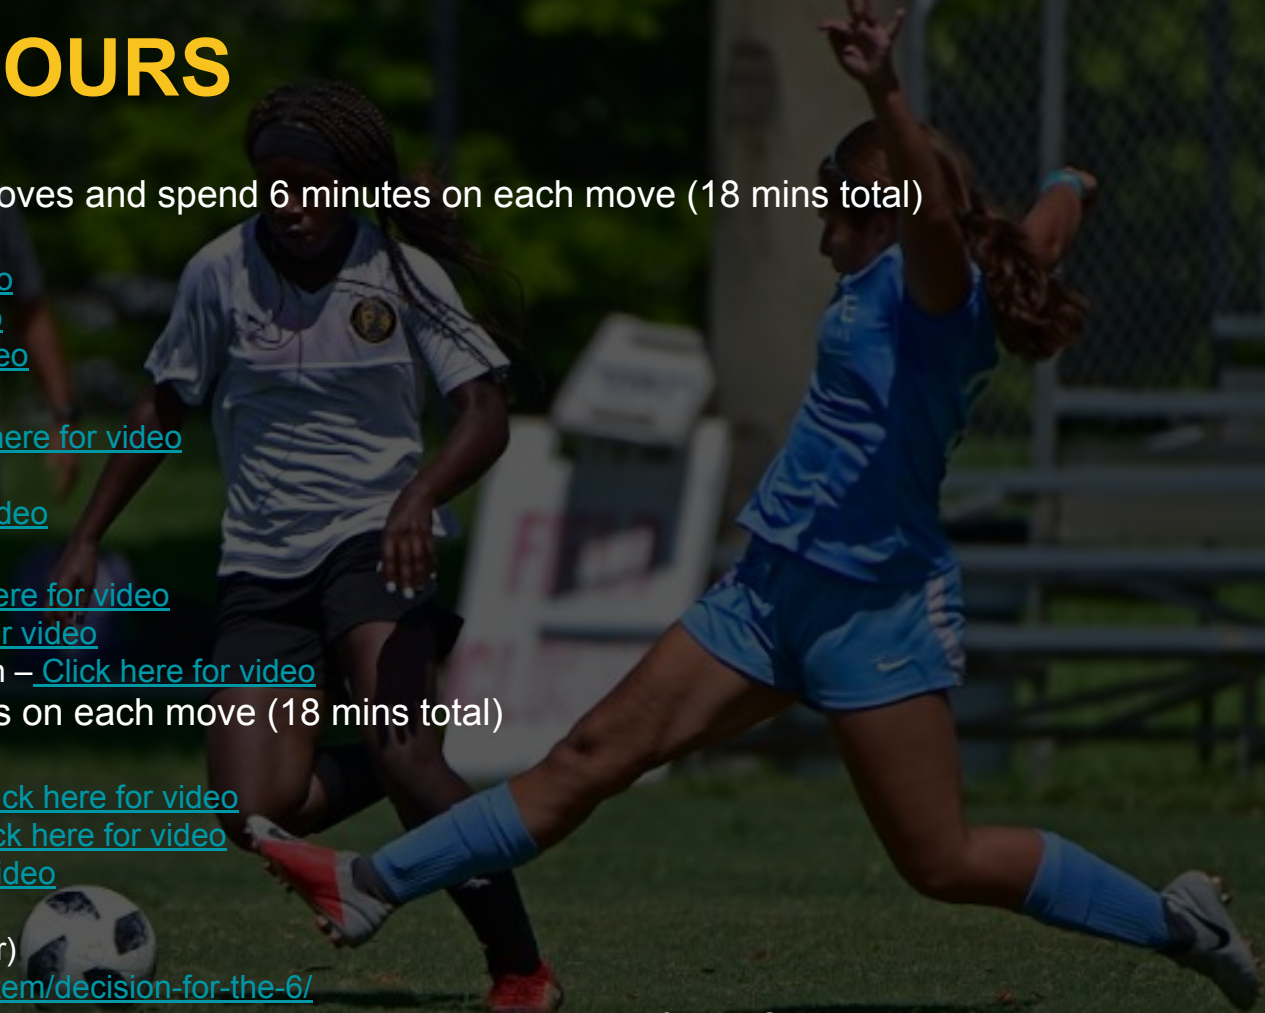 OURS
oves and spend 6 minutes on each move (18 mins total)
o
eo
here for video
deo
ere for video
r video
n – Click here for video
s on each move (18 mins total)
ck here for video
ck here for video
ideo
r)
em/decision-for-the-6/